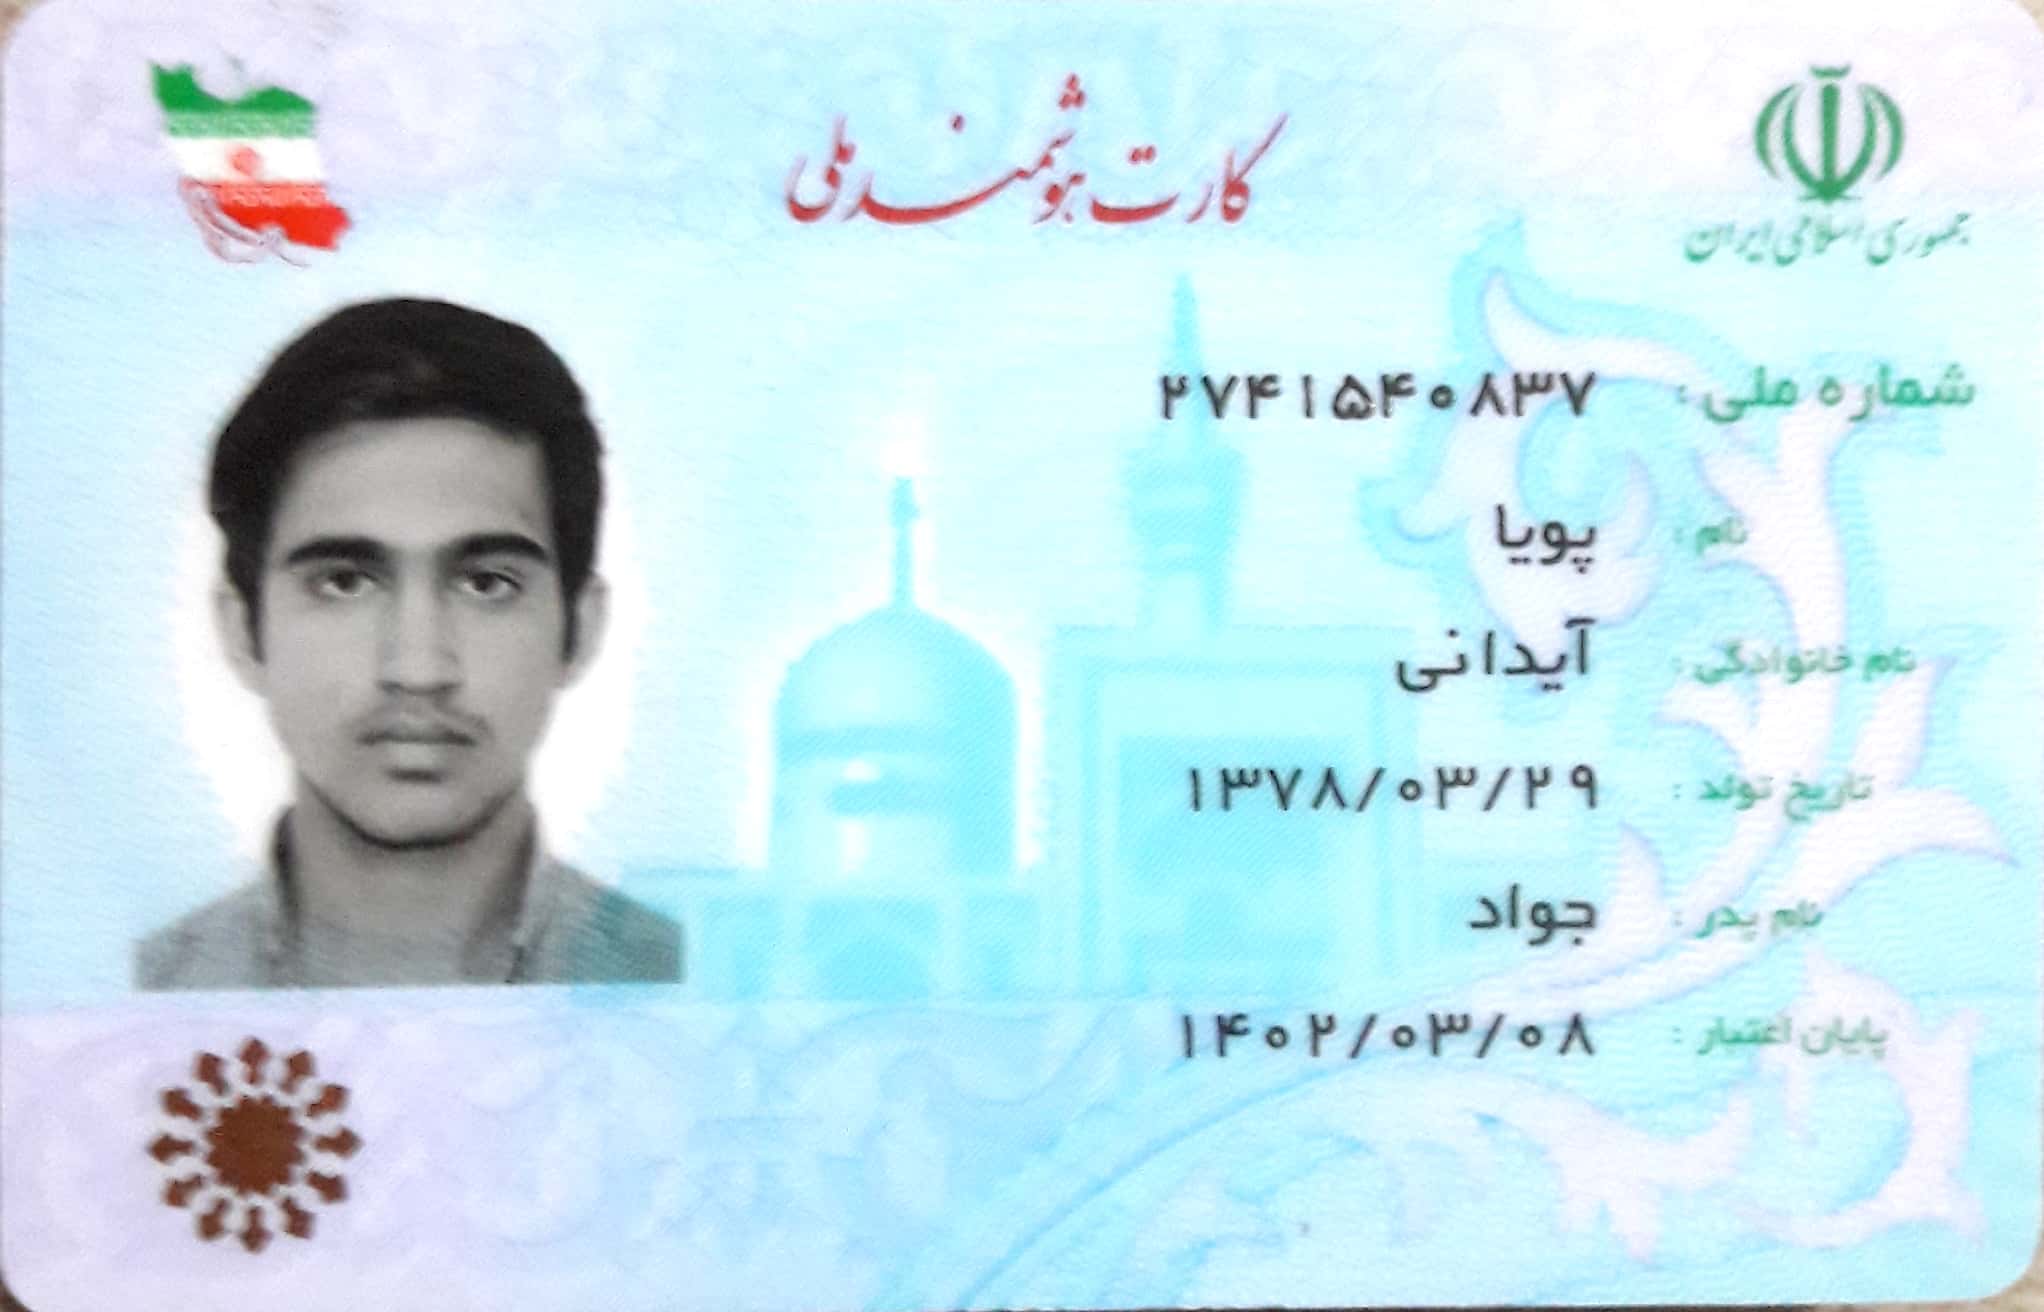 جمهوری اسلامی ایران
کارت هوشمند ملی
شماره ملی : ۲۷۴۱۵۴۰۸۳۷
نام : پویا
نام خانوادگی : آیدانی
تاریخ تولد : ۱۳۷۸/۰۳/۲۹
نام پدر : جواد
پایان اعتبار : ۱۴۰۲/۰۳/۰۸